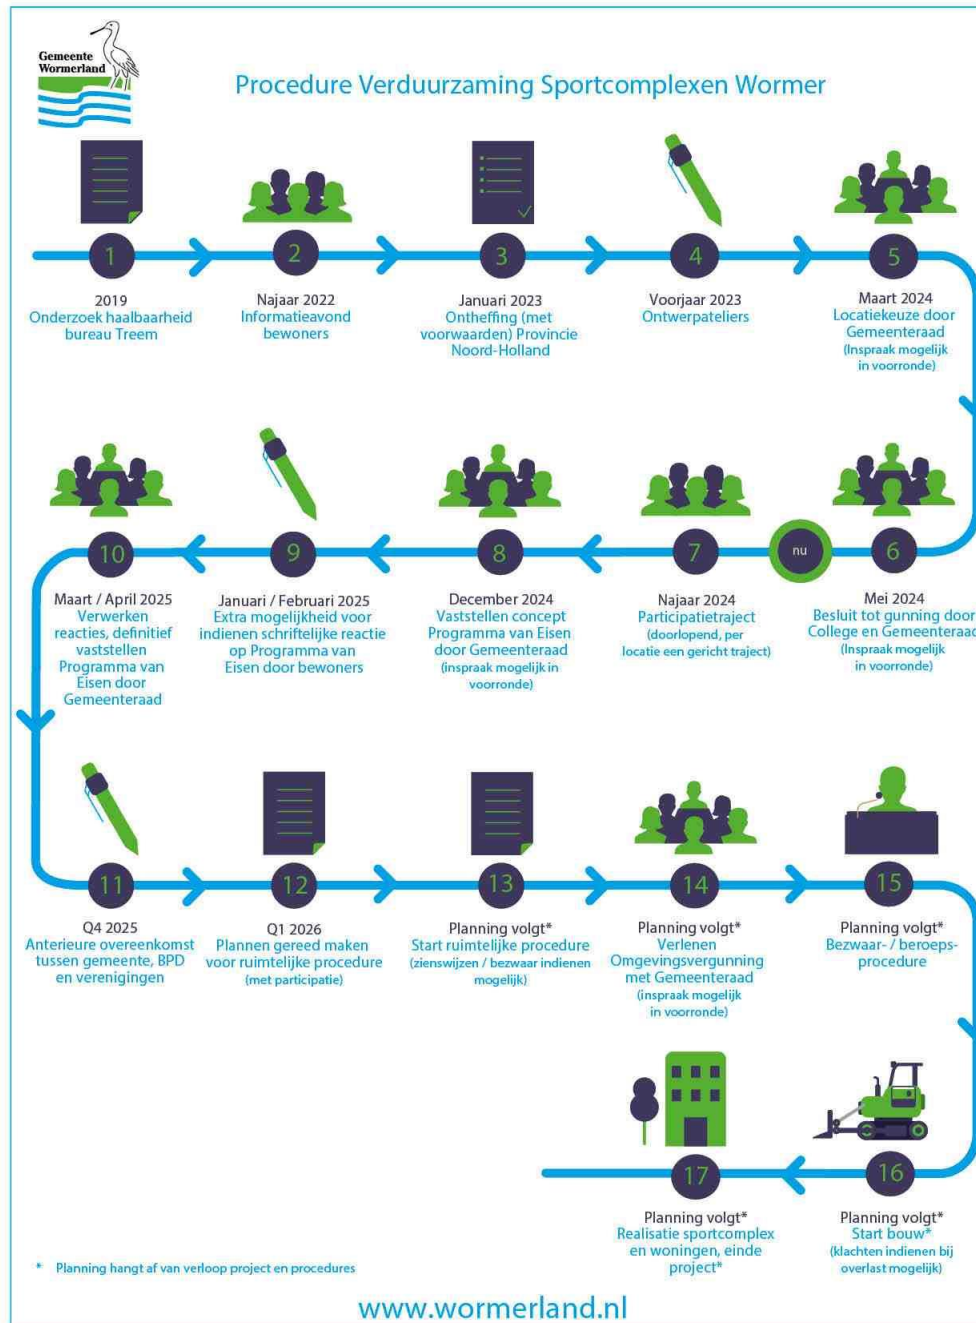 Gemeente
Wormerland
Procedure Verduurzaming Sportcomplexen Wormer
1
2019
Onderzoek haalbaarheid
bureau Treem
2
Najaar 2022
Informatieavond
bewoners
3
Januari 2023
Ontheffing (met
voorwaarden) Provincie
Noord-Holland
4
Voorjaar 2023
Ontwerpateliers
5
Maart 2024
Locatiekeuze door
Gemeenteraad
(Inspraak mogelijk
in voorronde)
6
Mei 2024
Besluit tot gunning door
College en Gemeenteraad
(Inspraak mogelijk
in voorronde)
nu
7
Najaar 2024
Participatietraject
(doorlopend, per
locatie een gericht traject)
8
December 2024
Vaststellen concept
Programma van Eisen
door Gemeenteraad
(inspraak mogelijk in
voorronde)
9
Januari / Februari 2025
Extra mogelijkheid voor
indienen schriftelijke reactie
op Programma van
Eisen door bewoners
10
Maart / April 2025
Verwerken
reacties, definitief
vaststellen
Programma van
Eisen door
Gemeenteraad
11
Q4 2025
Anterieure overeenkomst
tussen gemeente, BPD
en verenigingen
12
Q1 2026
Plannen gereed maken
voor ruimtelijke procedure
(met participatie)
13
Planning volgt*
Start ruimtelijke procedure
(zienswijzen / bezwaar indienen
mogelijk)
14
Planning volgt*
Verlenen
Omgevingsvergunning
met Gemeenteraad
(inspraak mogelijk
in voorronde)
15
Planning volgt*
Bezwaar- / beroeps-
procedure
16
Planning volgt*
Start bouw*
(klachten indienen bij
overlast mogelijk)
17
Planning volgt*
Realisatie sportcomplex
en woningen, einde
project*
* Planning hangt af van verloop project en procedures
www.wormerland.nl